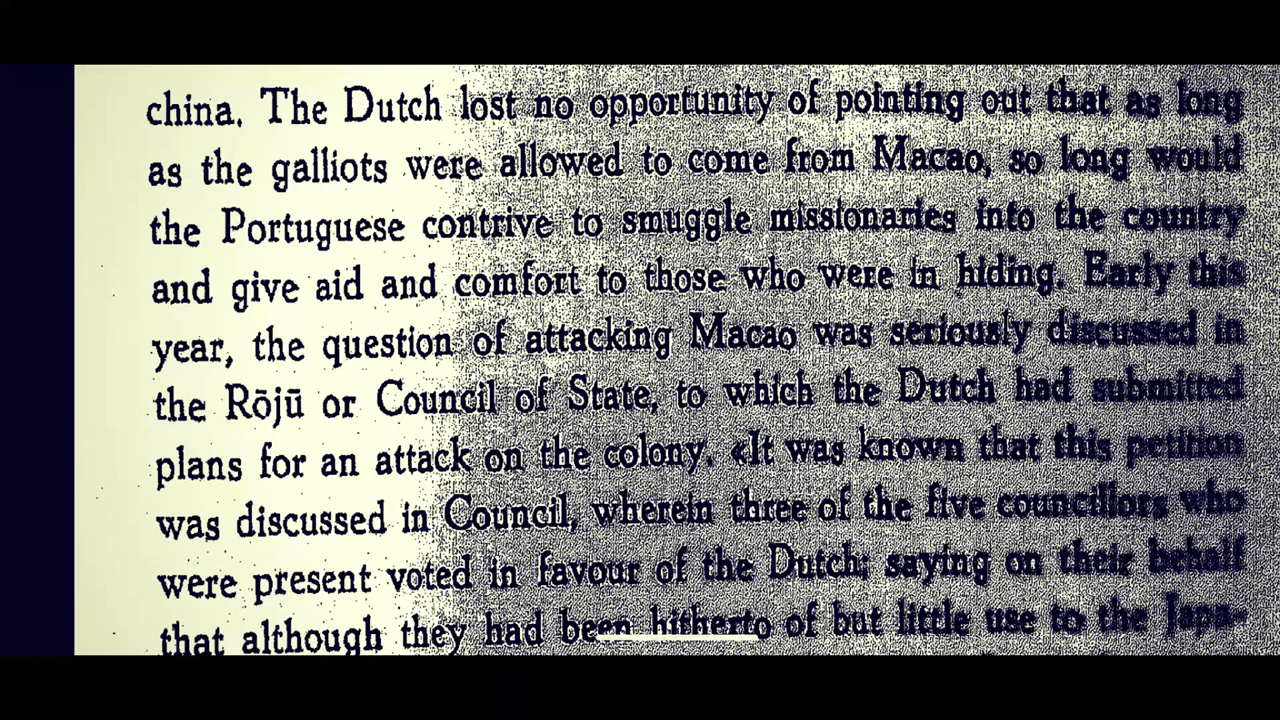 china. The Dutch lost no opportunity of pointing out that as long
as the galliots were allowed to come from Macao, so long would
the Portuguese contrive to smuggle missionaries into the country
and give aid and comfort to those who were in hiding. Early this
year, the question of attacking Macao was seriously discussed in
the Rōjū or Council of State, to which the Dutch had submitted
plans for an attack on the colony. «It was known that this petition
was discussed in Council, wherein three of the five councillors who
were present voted in favour of the Dutch; saying on their behalf
that although they had been hitherto of but little use to the Japa-